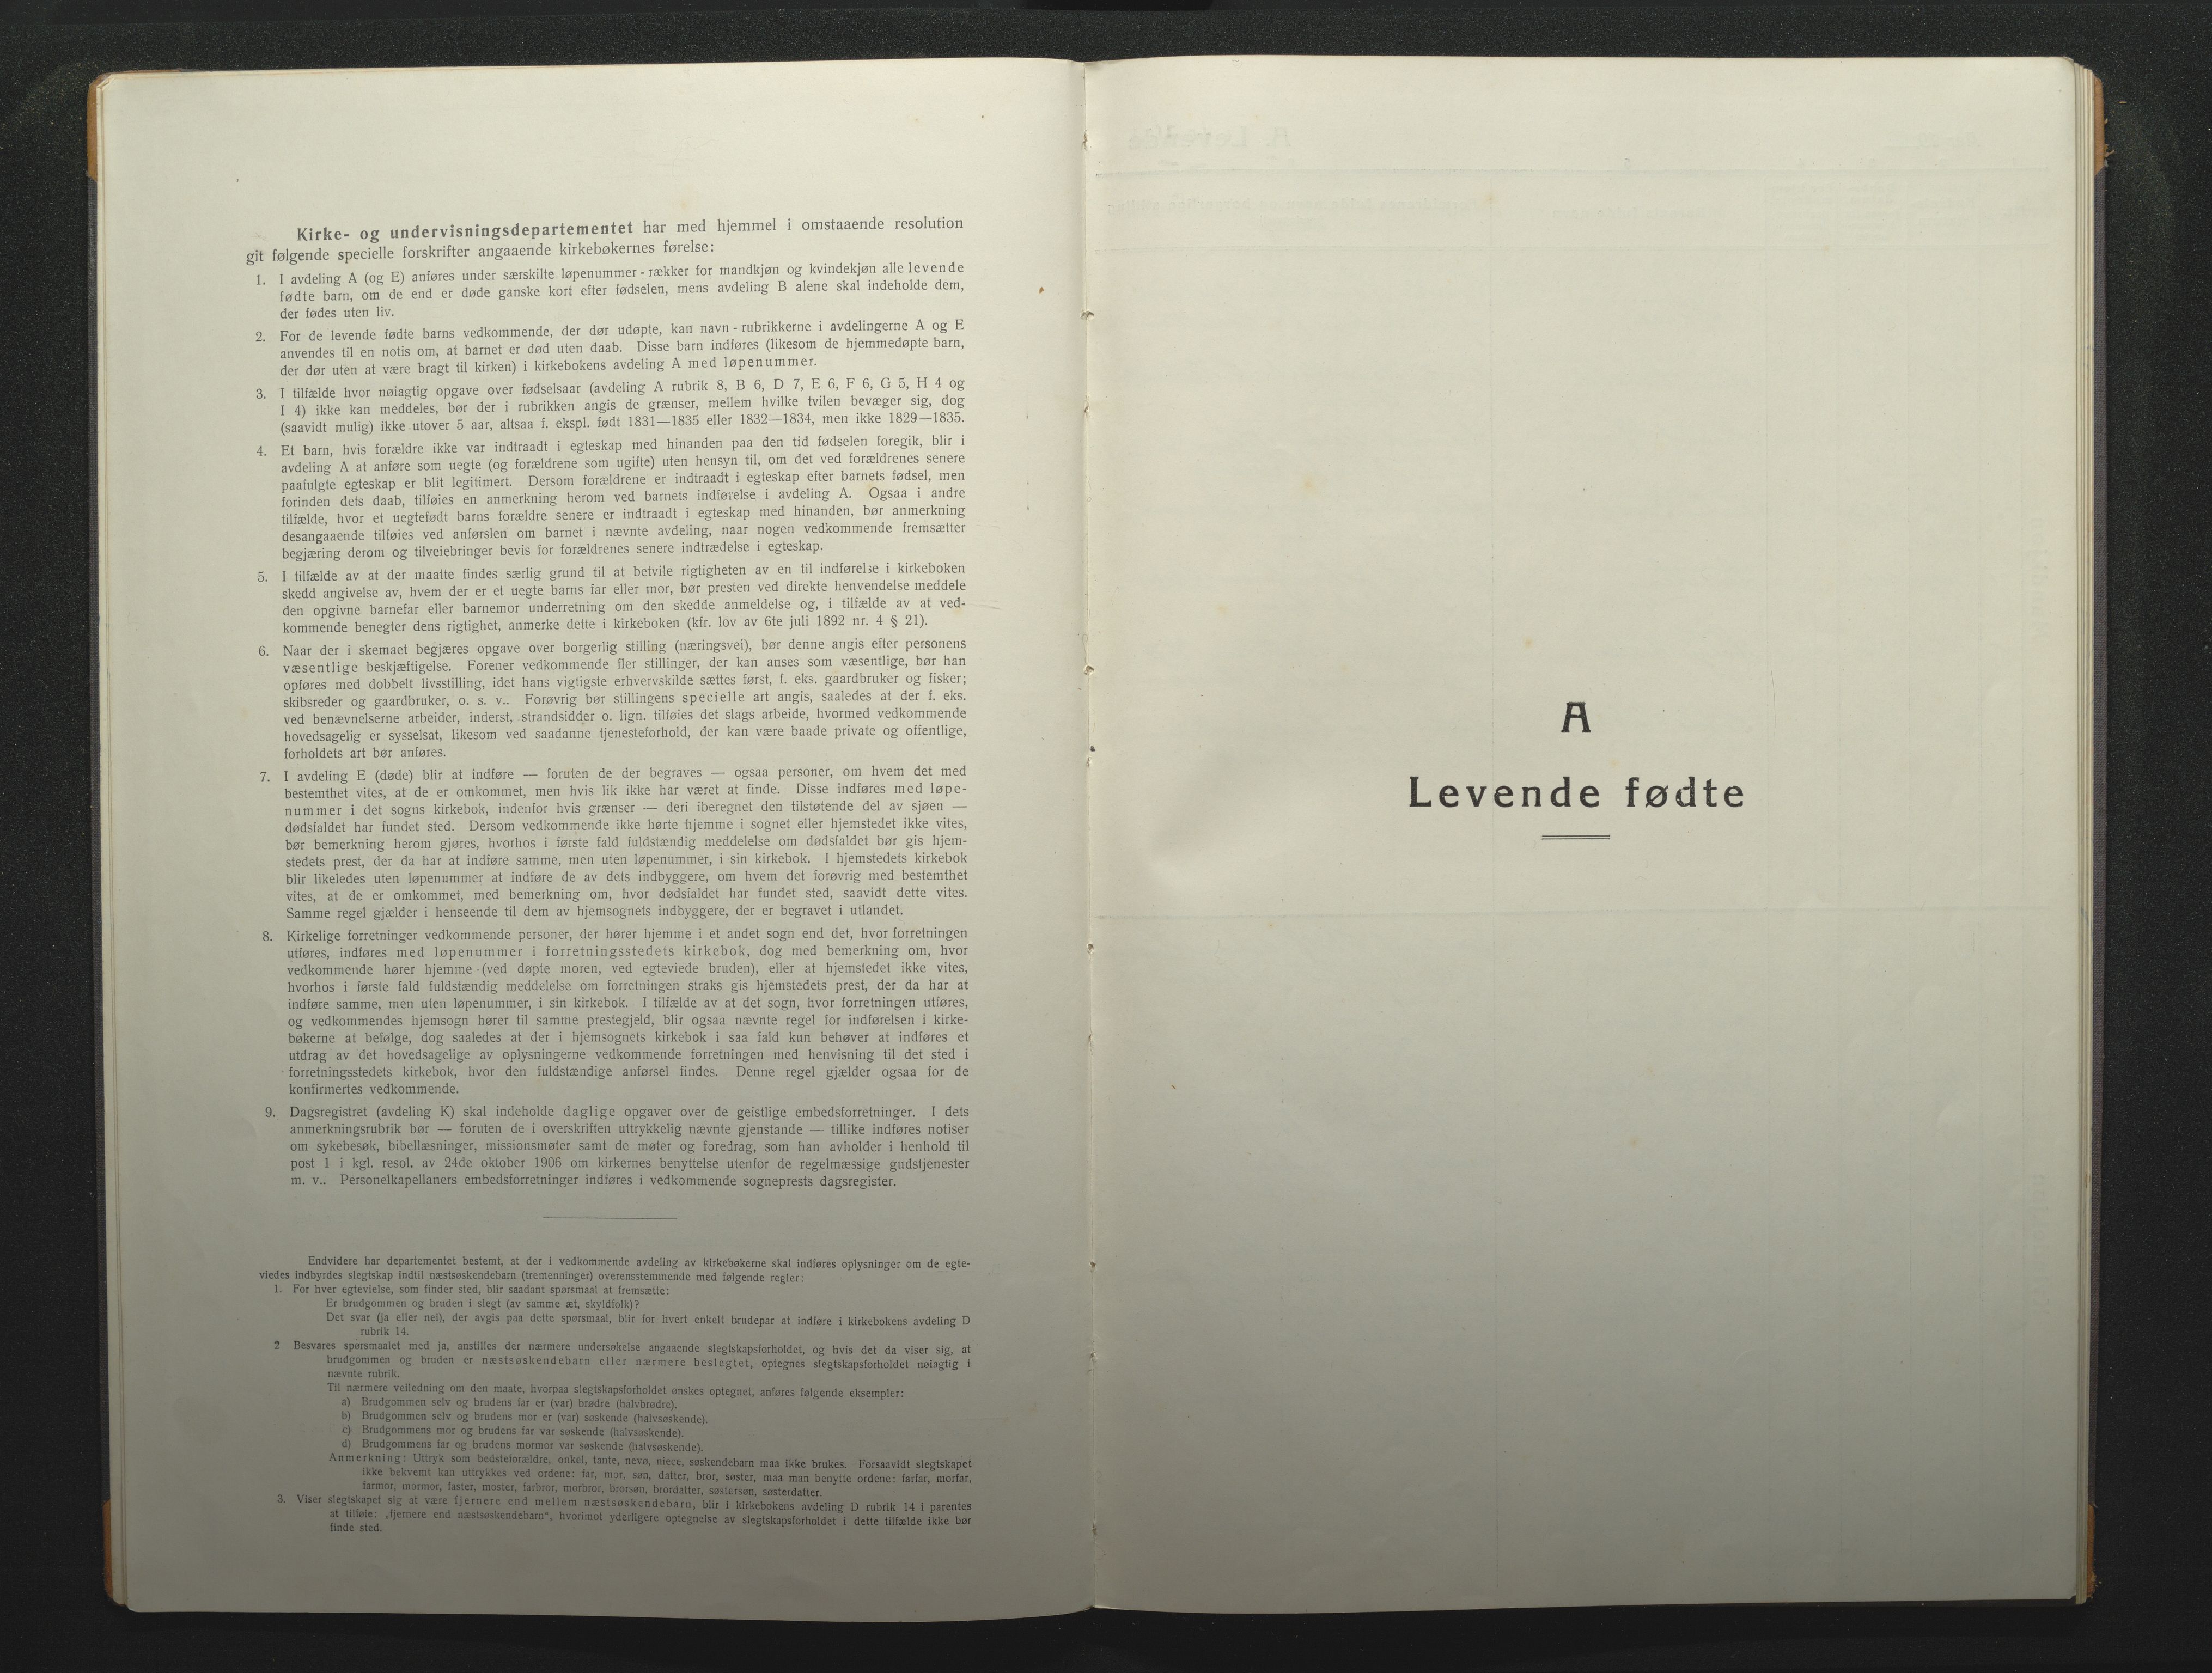 Kirke- og undervisningsdepartementet har med hjemmel i omstaaende resolution
git følgende specielle forskrifter angaaende kirkebøkernes førelse:
1. I avdeling A (og E) anføres under særskilte løpenummer-rækker for mandkjøn og kvindekjøn alle levende
fødte barn, om de end er døde ganske kort efter fødselen, mens avdeling B alene skal indeholde dem,
der fødes uten liv.
2. For de levende fødte barns vedkommende, der dør udøpte, kan navn-rubrikkerne i avdelingerne A og E
anvendes til en notis om, at barnet er død uten daab. Disse barn indføres (likesom de hjemmedøpte barn,
der dør uten at være bragt til kirken) i kirkebokens avdeling A med løpenummer.
3. I tilfælde hvor nøiagtig opgave over fødselsaar (avdeling A rubrik 8, B 6, D 7, E 6, F 6, G 5, H 4 og
I 4) ikke kan meddeles, bør der i rubrikken angis de grænser, mellem hvilke tvilen bevæger sig, dog
(saavidt mulig) ikke utover 5 aar, altsaa f. ekspl. født 1831—1835 eller 1832—1834, men ikke 1829—1835.
4. Et barn, hvis forældre ikke var indtraadt i egteskap med hinanden paa den tid fødselen foregik, blir i
avdeling A at anføre som uegte (og forældrene som ugifte) uten hensyn til, om det ved forældrenes senere
paafulgte egteskap er blit legitimert. Dersom forældrene er indtraadt i egteskap efter barnets fødsel, men
forinden dets daab, tilføies en anmerkning herom ved barnets indførelse i avdeling A. Ogsaa i andre
tilfælde, hvor et uegtefødt barns forældre senere er indtraadt i egteskap med hinanden, bør anmerkning
desangaaende tilføies ved anførslen om barnet i nævnte avdeling, naar nogen vedkommende fremsætter
begjæring derom og tilveiebringer bevis for forældrenes senere indtrædelse i egteskap.
5. I tilfælde av at der maatte findes særlig grund til at betvile rigtigheten av en til indførelse i kirkeboken
skedd angivelse av, hvem der er et uegte barns far eller mor, bør presten ved direkte henvendelse meddele
den opgivne barnefar eller barnemor underretning om den skedde anmeldelse og, i tilfælde av at ved-
kommende benegter dens rigtighet, anmerke dette i kirkeboken (kfr. lov av 6te juli 1892 nr. 4 § 21).
6. Naar der i skemaet begjæres opgave over borgerlig stilling (næringsvei), bør denne angis efter personens
væsentlige beskjæftigelse. Forener vedkommende fler stillinger, der kan anses som væsentlige, bør han
opføres med dobbelt livsstilling, idet hans vigtigste erhvervskilde sættes først, f. eks. gaardbruker og fisker;
skibsreder og gaardbruker, o. s. v.. Forøvrig bør stillingens specielle art angis, saaledes at der f. eks.
ved benævnelserne arbeider, inderst, strandsidder o. lign. tilføies det slags arbeide, hvormed vedkommende
hovedsagelig er sysselsat, likesom ved saadanne tjenesteforhold, der kan være baade private og offentlige,
forholdets art bør anføres.
7. I avdeling E (døde) blir at indføre — foruten de der begraves — ogsaa personer, om hvem det med
bestemthet vites, at de er omkommet, men hvis lik ikke har været at finde. Disse indføres med løpe-
nummer i det sogns kirkebok, indenfor hvis grænser — deri iberegnet den tilstøtende del av sjøen —
dødsfaldet har fundet sted. Dersom vedkommende ikke hørte hjemme i sognet eller hjemstedet ikke vites,
bør bemerkning herom gjøres, hvorhos i første fald fuldstændig meddelelse om dødsfaldet bør gis hjem-
stedets prest, der da har at indføre samme, men uten løpenummer, i sin kirkebok. I hjemstedets kirkebok
blir likeledes uten løpenummer at indføre de av dets indbyggere, om hvem det forøvrig med bestemthet
vites, at de er omkommet, med bemerkning om, hvor dødsfaldet har fundet sted, saavidt dette vites.
Samme regel gjælder i henseende til dem av hjemsognets indbyggere, der er begravet i utlandet.
8. Kirkelige forretninger vedkommende personer, der hører hjemme i et andet sogn end det, hvor forretningen
utføres, indføres med løpenummer i forretningsstedets kirkebok, dog med bemerkning om, hvor
vedkommende hører hjemme (ved døpte moren, ved egteviede bruden), eller at hjemstedet ikke vites,
hvorhos i første fald fuldstændig meddelelse om forretningen straks gis hjemstedets prest, der da har at
indføre samme, men uten løpenummer, i sin kirkebok. I tilfælde av at det sogn, hvor forretningen utføres,
og vedkommendes hjemsogn hører til samme prestegjeld, blir ogsaa nævnte regel for indførelsen i kirke-
bøkerne at befølge, dog saaledes at der i hjemsognets kirkebok i saa fald kun behøver at indføres et
utdrag av det hovedsagelige av oplysningerne vedkommende forretningen med henvisning til det sted i
forretningsstedets kirkebok, hvor den fuldstændige anførsel findes. Denne regel gjælder ogsaa for de
konfirmertes vedkommende.
9. Dagsregistret (avdeling K) skal indeholde daglige opgaver over de geistlige embedsforretninger. I dets
anmerkningsrubrik bør — foruten de i overskriften uttrykkelig nævnte gjenstande — tillike indføres notiser
om sykebesøk, bibellæsninger, missionsmøter samt de møter og foredrag, som han avholder i henhold til
post 1 i kgl. resol. av 24de oktober 1906 om kirkernes benyttelse utenfor de regelmæssige gudstjenester
m. v.. Personelkapellaners embedsforretninger indføres i vedkommende sogneprests dagsregister.
Endvidere har departementet bestemt, at der i vedkommende avdeling av kirkebøkerne skal indføres oplysninger om de egte-
viedes indbyrdes slegtskap indtil næstsøskendebarn (tremenninger) overensstemmende med følgende regler:
1. For hver egtevielse, som finder sted, blir saadant spørsmaal at fremsætte:
Er brudgommen og bruden i slegt (av samme æt, skyldfolk)?
Det svar (ja eller nei), der avgis paa dette spørsmaal, blir for hvert enkelt brudepar at indføre i kirkebokens avdeling D
rubrik 14.
2 Besvares spørsmaalet med ja, anstilles der nærmere undersøkelse angaaende slegtskapsforholdet, og hvis det da viser sig, at
brudgommen og bruden er næstsøskendebarn eller nærmere beslegtet, optegnes slegtskapsforholdet nøiagtig i
nævnte rubrik.
Til nærmere veiledning om den maate, hvorpaa slegtskapsforholdet ønskes optegnet, anføres følgende eksempler:
a) Brudgommen selv og brudens far er (var) brødre (halvbrødre).
b) Brudgommen selv og brudens mor er (var) søskende (halvsøskende).
c) Brudgommens mor og brudens far var søskende (halvsøskende).
d) Brudgommens far og brudens mormor var søskende (halvsøskende).
Anmerkning: Uttryk som bedsteforældre, onkel, tante, nevø, niece, søskendebarn maa ikke brukes. Forsaavidt slegtskapet
ikke bekvemt kan uttrykkes ved ordene: far, mor, søn, datter, bror, søster, maa man benytte ordene: farfar, morfar,
farmor, mormor, faster, moster, farbror, morbror, brorsøn, brordatter, søstersøn, søsterdatter.
3. Viser slegtskapet sig at være fjernere end mellem næstsøskendebarn, blir i kirkebokens avdeling D rubrik 14 i parentes
at tilføie: „fjernere end næstsøskendebarn“, hvorimot yderligere optegnelse av slegtskapsforholdet i dette tilfælde ikke bør
finde sted.
A
Levende fødte